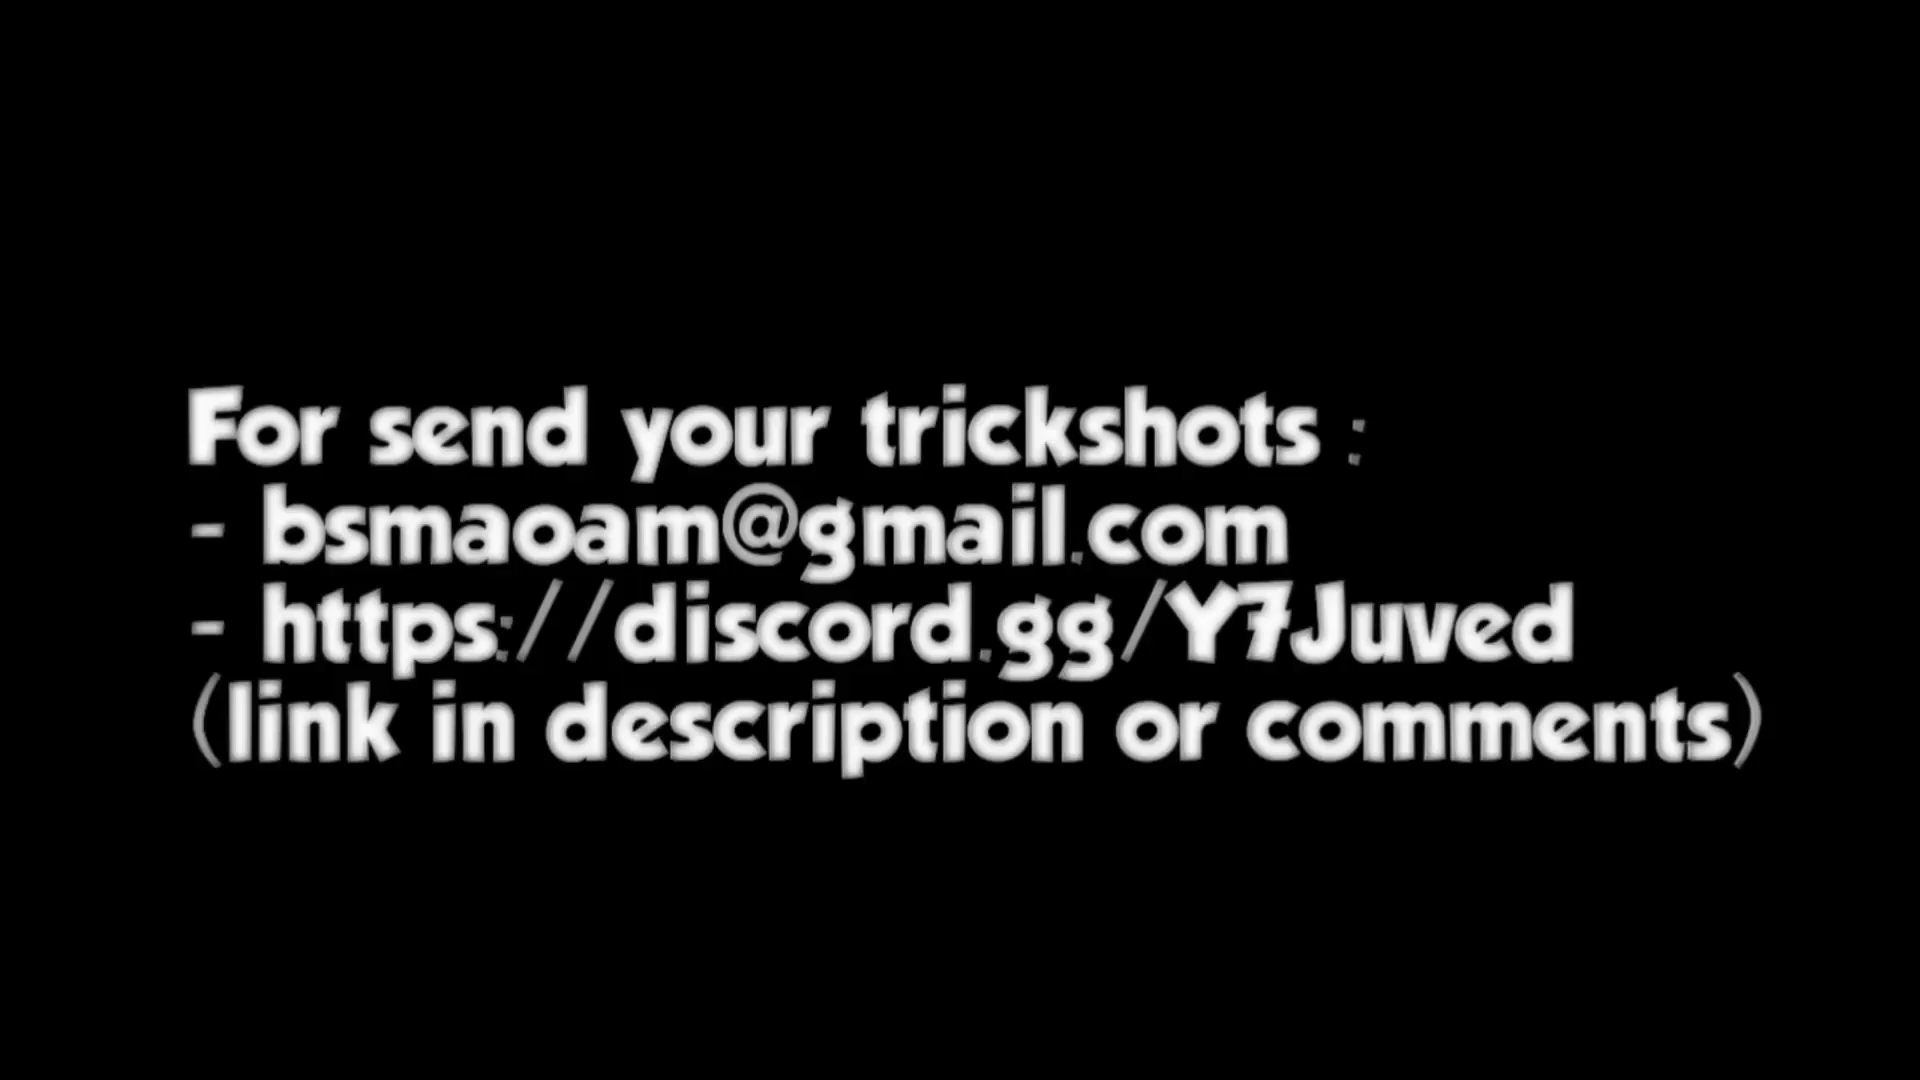 For send your trickshots :
- bsmaoam@gmail.com
- https://discord.gg/Y7Juved
(link in description or comments)